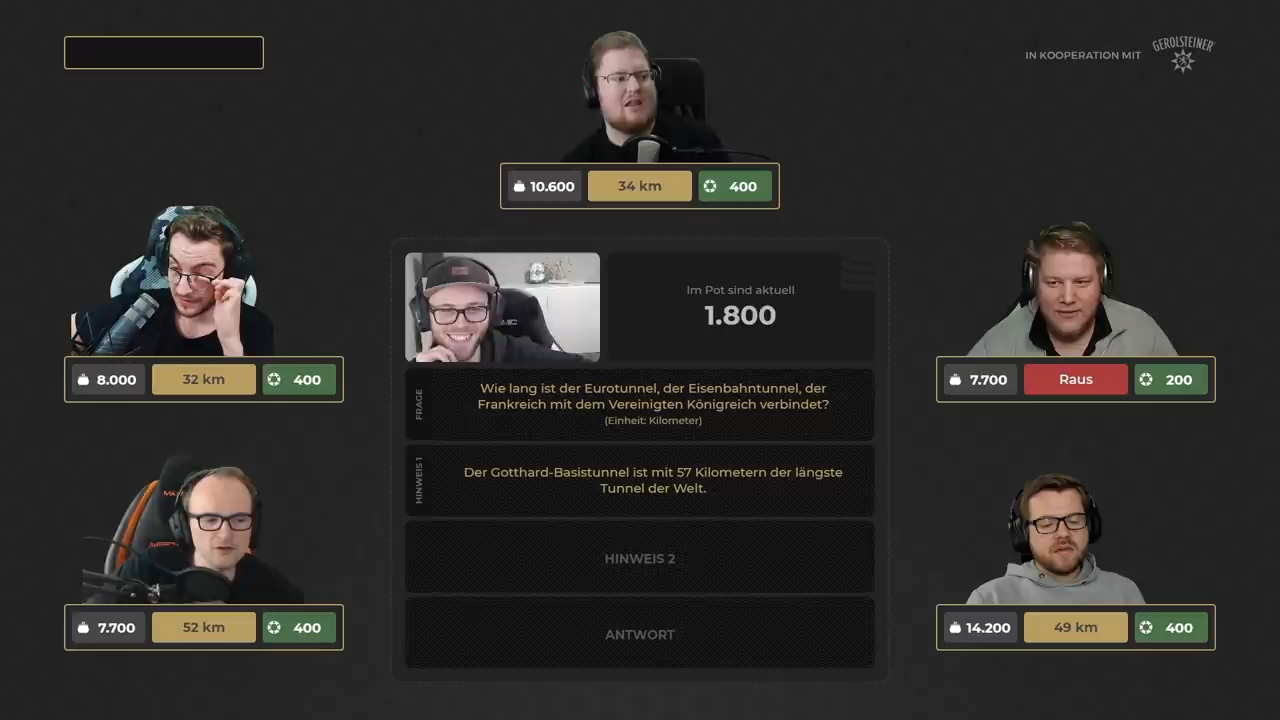 IN KOOPERATION MIT
GEROLSTEINER
10.600
34 km
400
8.000
32 km
400
Im Pot sind aktuell
1.800
7.700
Raus
200
FRAGE
Wie lang ist der Eurotunnel, der Eisenbahntunnel, der
Frankreich mit dem Vereinigten Königreich verbindet?
(Einheit: Kilometer)
HINWEIS 1
Der Gotthard-Basistunnel ist mit 57 Kilometern der längste
Tunnel der Welt.
HINWEIS 2
ANTWORT
7.700
52 km
400
14.200
49 km
400